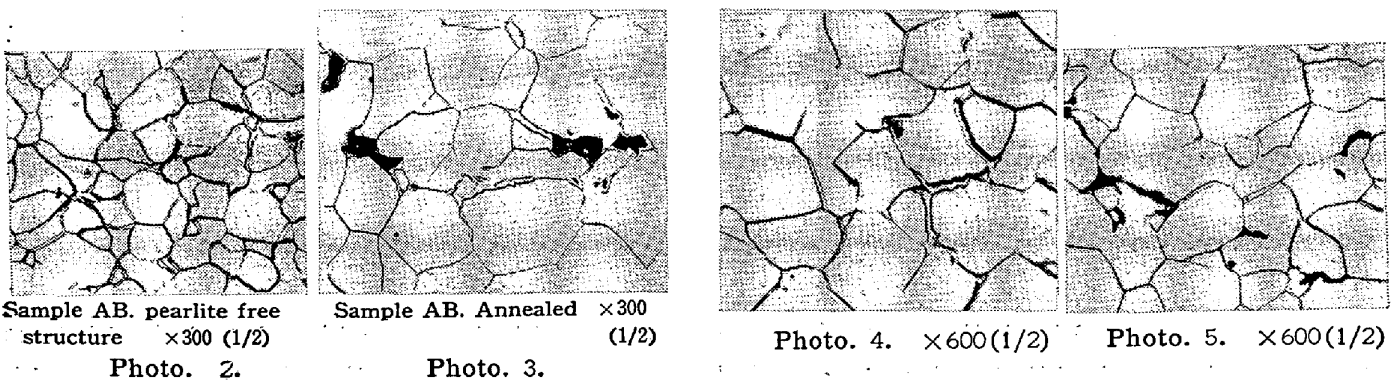 Sample AB. pearlite free
structure ×300 (1/2)
Photo. 2.
Sample AB. Annealed ×300
(1/2)
Photo. 3.
Photo. 4. ×600(1/2)
Photo. 5. ×600(1/2)